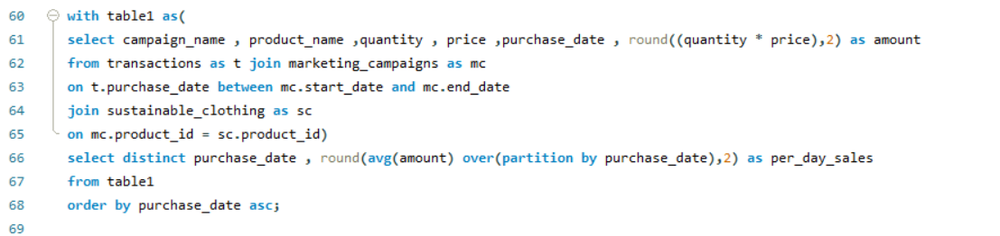 60 with table1 as(
61 select campaign_name , product_name ,quantity , price ,purchase_date , round((quantity * price),2) as amount
62 from transactions as t join marketing_campaigns as mc
63 on t.purchase_date between mc.start_date and mc.end_date
64 join sustainable_clothing as sc
65 on mc.product_id = sc.product_id)
66 select distinct purchase_date , round(avg(amount) over(partition by purchase_date),2) as per_day_sales
67 from table1
68 order by purchase_date asc;
69